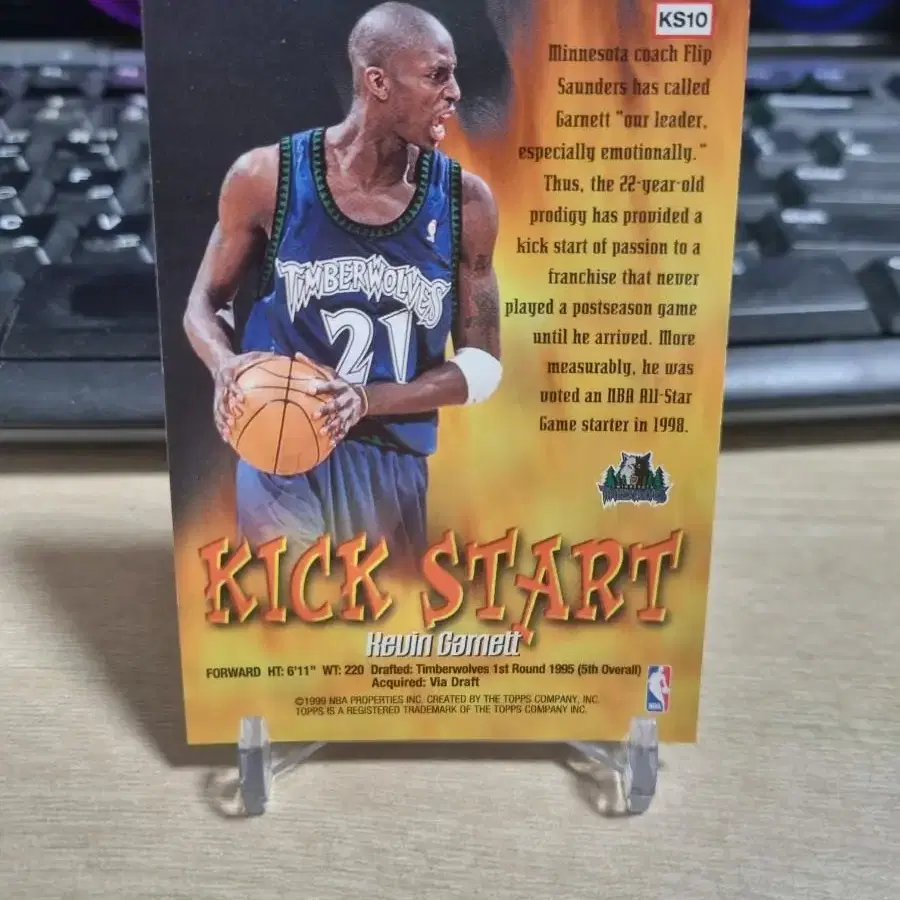 KS10
Minnesota coach Flip
Saunders has called
Garnett "our leader,
especially emotionally."
Thus, the 22-year-old
prodigy has provided a
kick start of passion to a
franchise that never
played a postseason game
until he arrived. More
measurably, he was
voted an NBA All-Star
Game starter in 1998.
TIMBERWOLVES
21
TIMBERWOLVES
KICK START
Kevin Garnett
FORWARD HT: 6'11" WT: 220 Drafted: Timberwolves 1st Round 1995 (5th Overall)
Acquired: Via Draft
©1999 NBA PROPERTIES INC. CREATED BY THE TOPPS COMPANY, INC.
TOPPS IS A REGISTERED TRADEMARK OF THE TOPPS COMPANY INC.
NBA